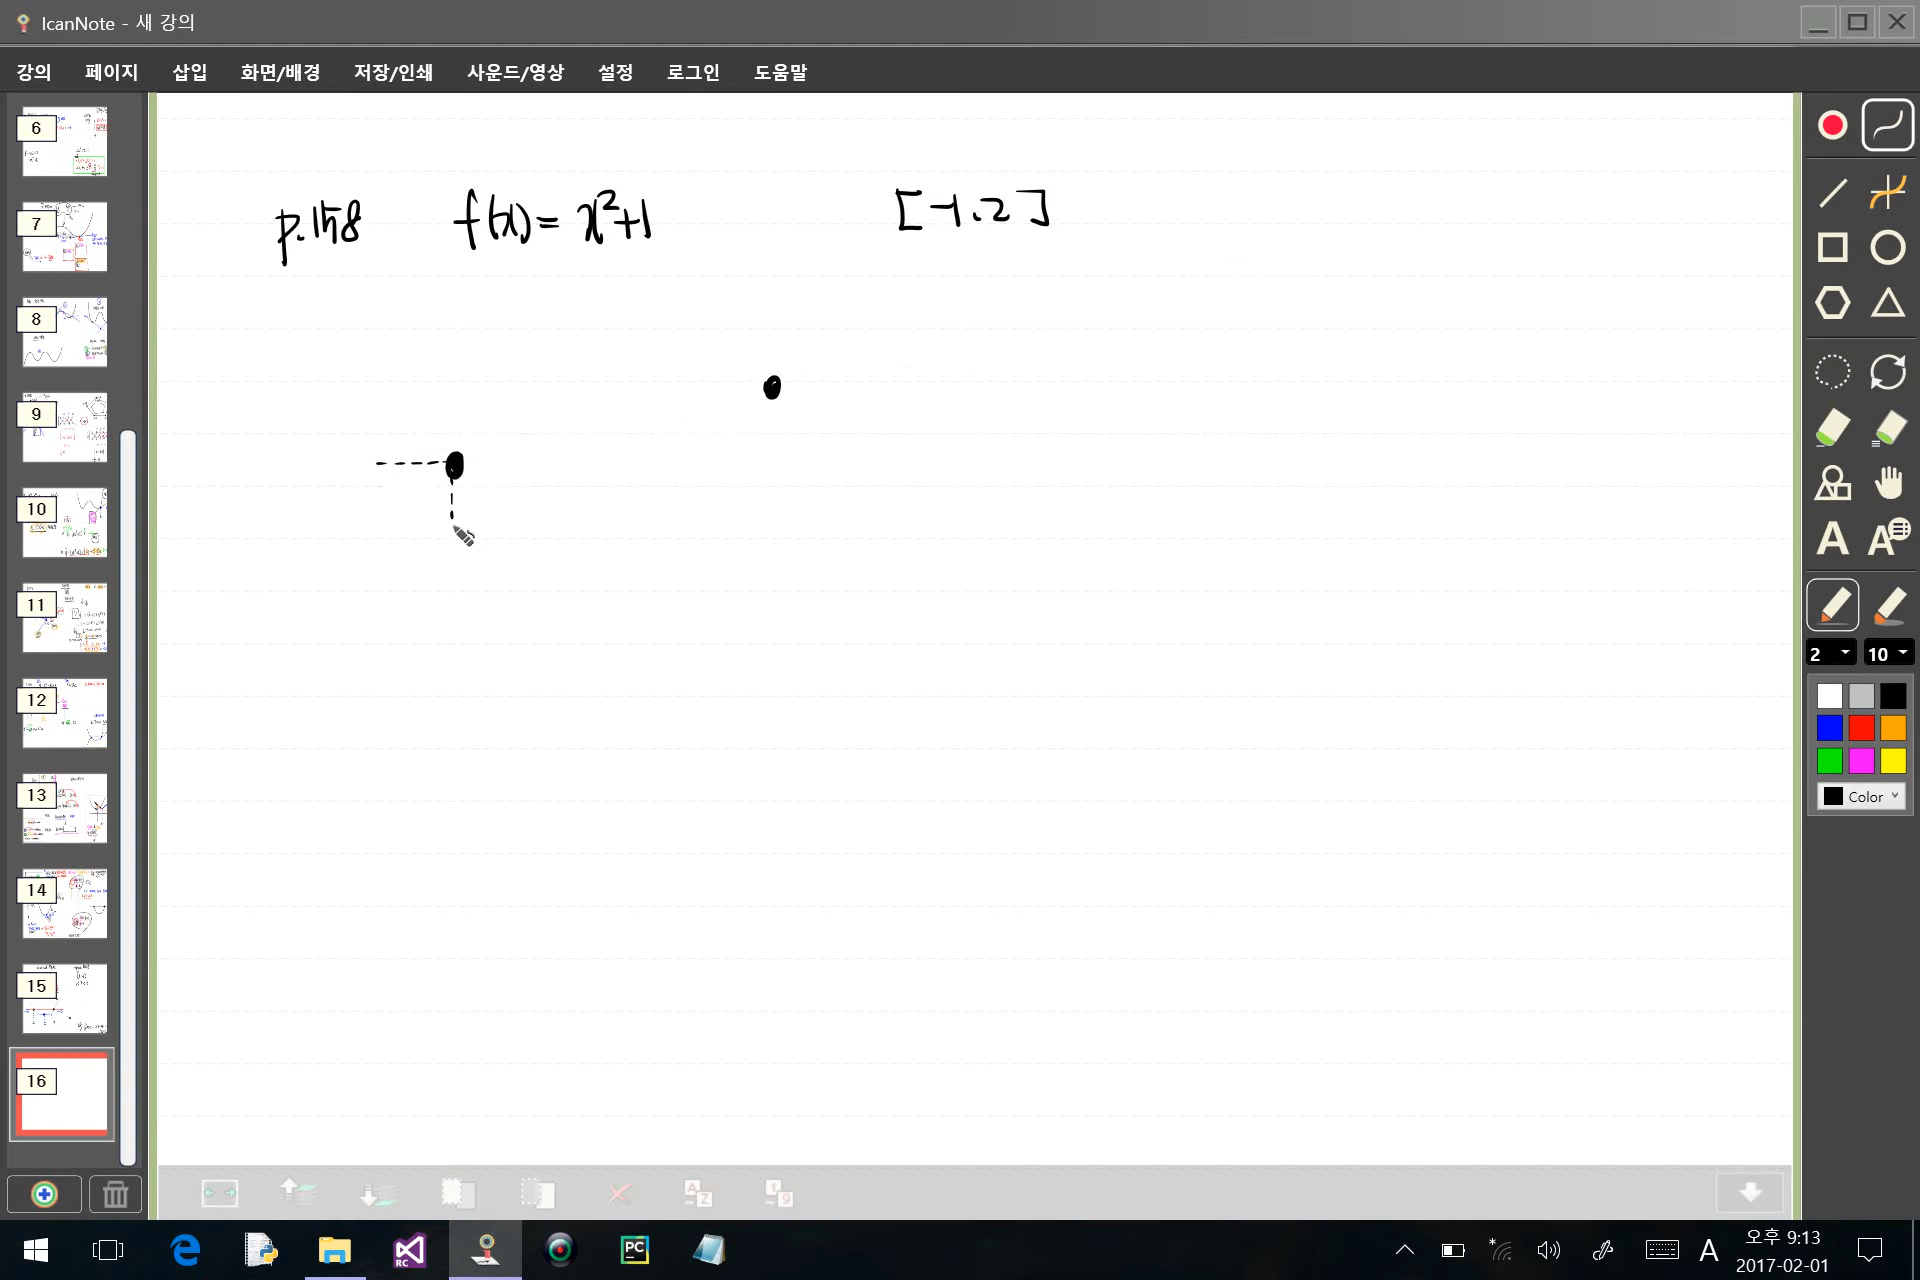 IcanNote - 새 강의
강의 페이지 삽입 화면/배경 저장/인쇄 사운드/영상 설정 로그인 도움말
p.158 f(x)= x²+1 [-1.2]
6
7
8
9
10
11
12
13
14
15
16
2 10
Color
A
오후 9:13
2017-02-01